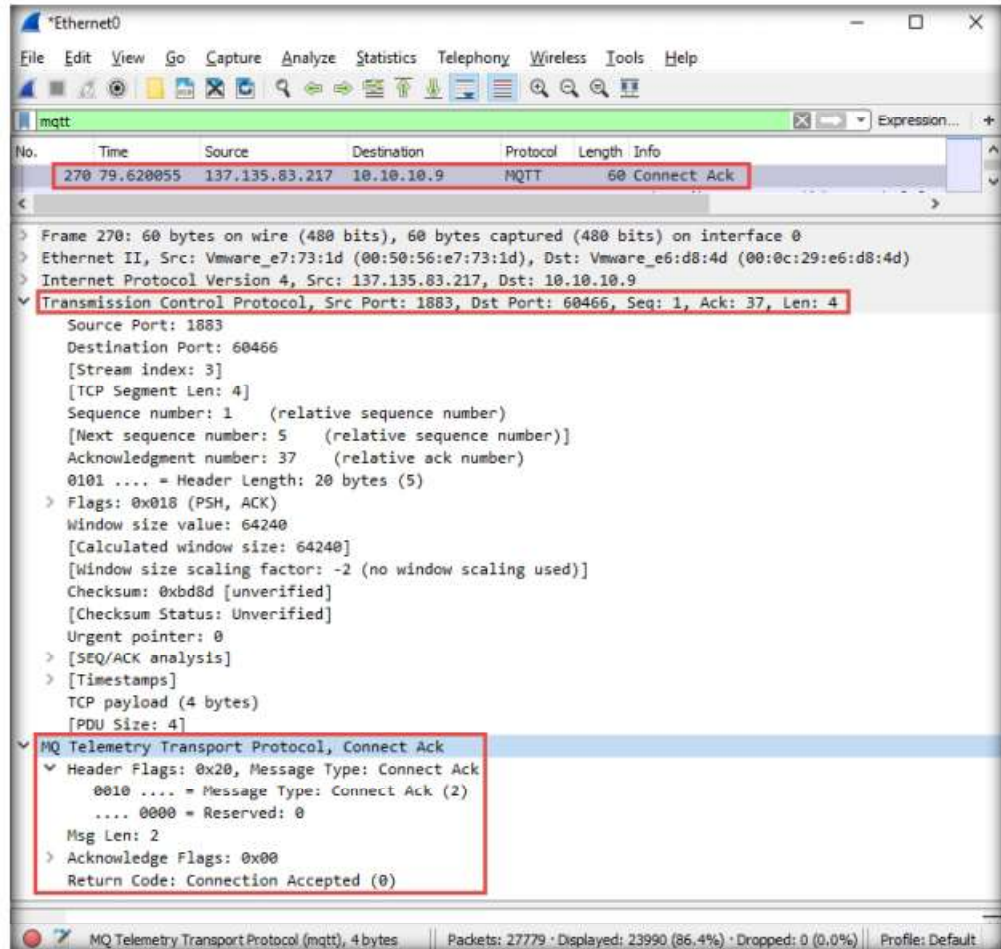 *Ethernet0
File Edit View Go Capture Analyze Statistics Telephony Wireless Tools Help
mqtt
Expression... +
No. Time Source Destination Protocol Length Info
270 79.620055 137.135.83.217 10.10.10.9 MQTT 60 Connect Ack
Frame 270: 60 bytes on wire (480 bits), 60 bytes captured (480 bits) on interface 0
Ethernet II, Src: Vmware_e7:73:1d (00:50:56:e7:73:1d), Dst: Vmware_e6:d8:4d (00:0c:29:e6:d8:4d)
Internet Protocol Version 4, Src: 137.135.83.217, Dst: 10.10.10.9
Transmission Control Protocol, Src Port: 1883, Dst Port: 60466, Seq: 1, Ack: 37, Len: 4
Source Port: 1883
Destination Port: 60466
[Stream index: 3]
[TCP Segment Len: 4]
Sequence number: 1 (relative sequence number)
[Next sequence number: 5 (relative sequence number)]
Acknowledgment number: 37 (relative ack number)
0101 .... = Header Length: 20 bytes (5)
Flags: 0x018 (PSH, ACK)
Window size value: 64240
[Calculated window size: 64240]
[Window size scaling factor: -2 (no window scaling used)]
Checksum: 0xbd8d [unverified]
[Checksum Status: Unverified]
Urgent pointer: 0
[SEQ/ACK analysis]
[Timestamps]
TCP payload (4 bytes)
[PDU Size: 4]
MQ Telemetry Transport Protocol, Connect Ack
Header Flags: 0x20, Message Type: Connect Ack
0010 .... = Message Type: Connect Ack (2)
.... 0000 = Reserved: 0
Msg Len: 2
Acknowledge Flags: 0x00
Return Code: Connection Accepted (0)
MQ Telemetry Transport Protocol (mqtt), 4 bytes Packets: 27779 · Displayed: 23990 (86.4%) · Dropped: 0 (0.0%) Profile: Default